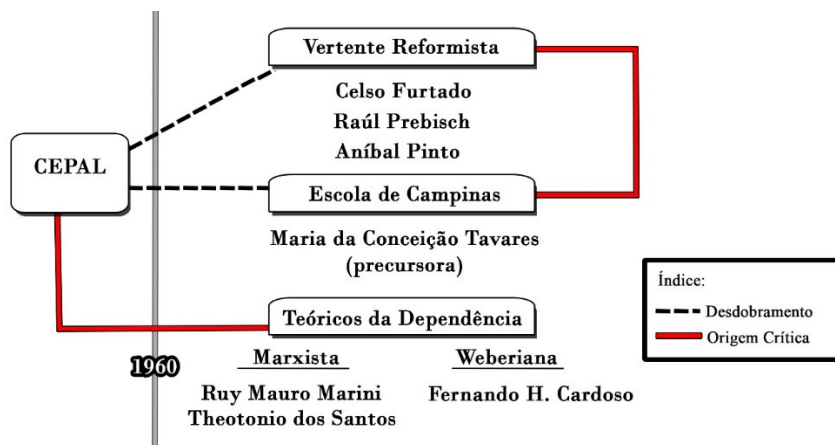 Vertente Reformista
Celso Furtado
Raúl Prebisch
Aníbal Pinto
CEPAL
Escola de Campinas
Maria da Conceição Tavares
(precursora)
Índice:
Desdobramento
Origem Crítica
Teóricos da Dependência
1960
Marxista
Weberiana
Ruy Mauro Marini
Theotonio dos Santos
Fernando H. Cardoso